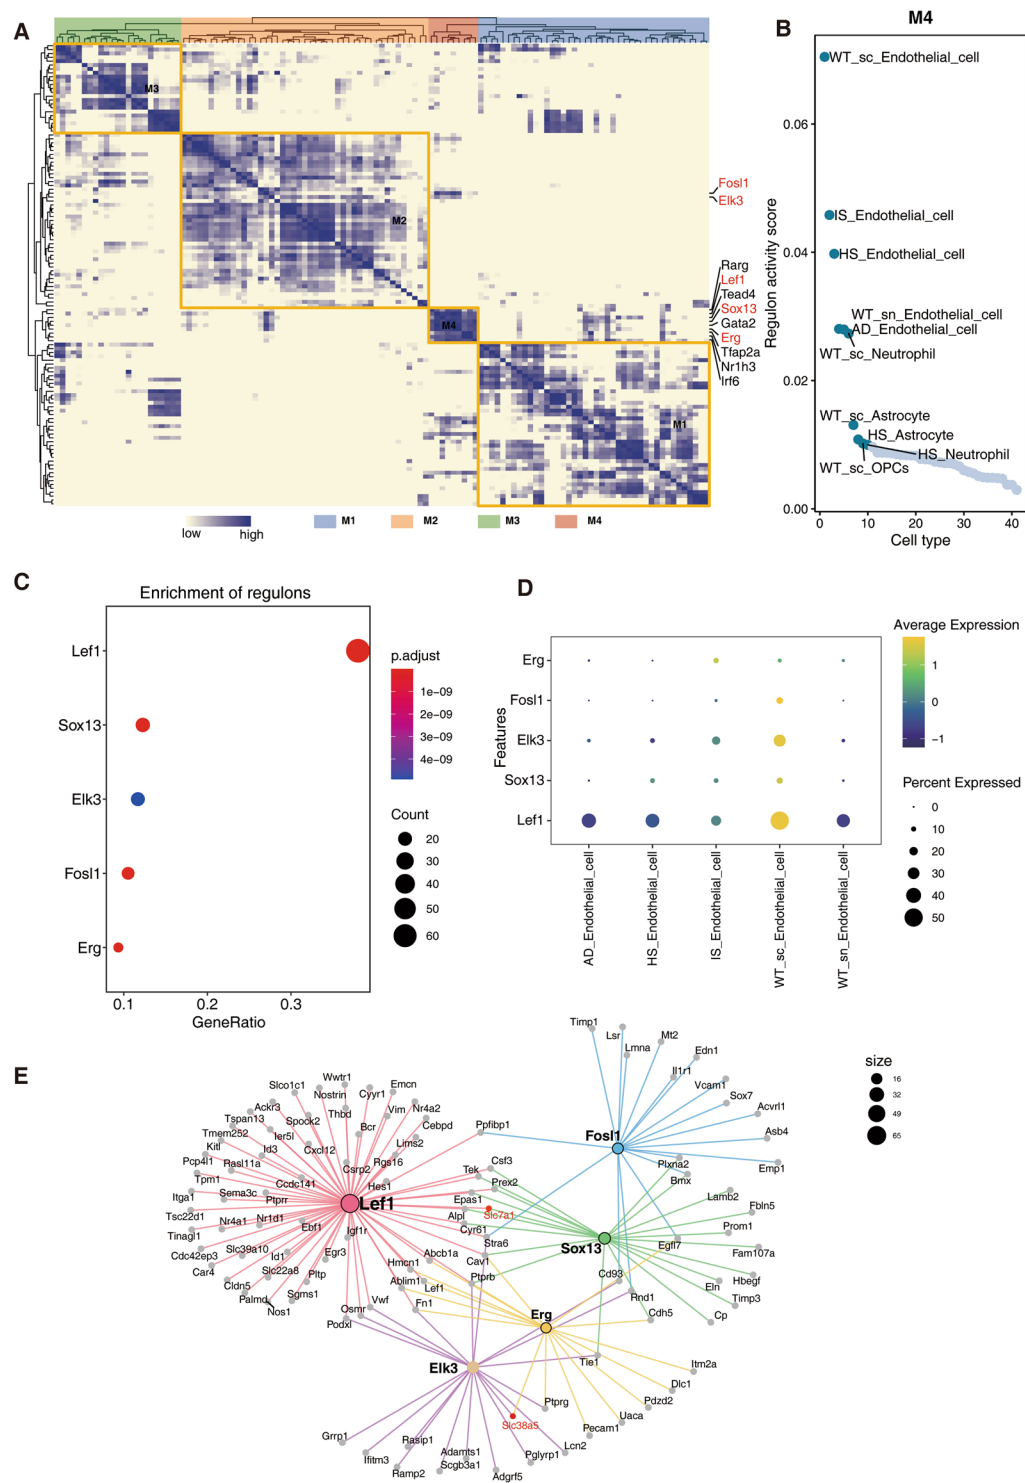 A
M3
M2
M4
M1
Fosl1
Elk3
Rarg
Lef1
Tead4
Sox13
Gata2
Erg
Tfap2a
Nr1h3
Irf6
low
high
M1
M2
M3
M4
B
M4
Regulon activity score
0.06
0.04
0.02
0.00
WT_sc_Endothelial_cell
IS_Endothelial_cell
HS_Endothelial_cell
WT_sn_Endothelial_cell
AD_Endothelial_cell
WT_sc_Neutrophil
WT_sc_Astrocyte
HS_Astrocyte
HS_Neutrophil
WT_sc_OPCs
0 10 20 30 40
Cell type
C
Enrichment of regulons
Lef1
Sox13
Elk3
Fosl1
Erg
0.1 0.2 0.3
GeneRatio
p.adjust
1e-09
2e-09
3e-09
4e-09
Count
20
30
40
50
60
D
Features
Erg
Fosl1
Elk3
Sox13
Lef1
AD_Endothelial_cell
HS_Endothelial_cell
IS_Endothelial_cell
WT_sc_Endothelial_cell
WT_sn_Endothelial_cell
Average Expression
1
0
-1
Percent Expressed
0
10
20
30
40
50
E
size
16
32
49
65
Timp1
Lsr
Mt2
Lmna
Edn1
Il1r1
Vcam1
Sox7
Acvrl1
Asb4
Emp1
Fosl1
Plxna2
Bmx
Wwtr1
Slco1c1
Nostrin
Cyyr1
Emcn
Ackr3
Thbd
Vim
Nr4a2
Tspan13
Spock2
Cebpd
Tmem252
Ier5l
Bcr
Ppfibp1
Kitl
Id3
Cxcl12
Lims2
Pcp4l1
Rasl11a
Csrp2
Rgs16
Csf3
Tpm1
Ccdc141
Hes1
Tek
Prex2
Itga1
Sema3c
Ptprr
Lef1
Epas1
Slc7a1
Tsc22d1
Nr4a1
Nr1d1
Alpl
Tinagl1
Ebf1
Igf1r
Cyr61
Stra6
Cdc42ep3
Slc39a10
Id1
Egr3
Abcb1a
Cav1
Car4
Slc22a8
Pltp
Hmcn1
Ptprb
Cldn5
Sgms1
Ablim1
Lef1
Palmd
Nos1
Vwf
Osmr
Fn1
Podxl
Lamb2
Fbln5
Prom1
Sox13
Egfl7
Fam107a
Cd93
Hbegf
Eln
Rnd1
Timp3
Cdh5
Cp
Erg
Tie1
Itm2a
Elk3
Dlc1
Ptprg
Pdzd2
Uaca
Slc38a5
Pecam1
Grrp1
Rasip1
Lcn2
Ifitm3
Adamts1
Pglyrp1
Ramp2
Scgb3a1
Adgrf5